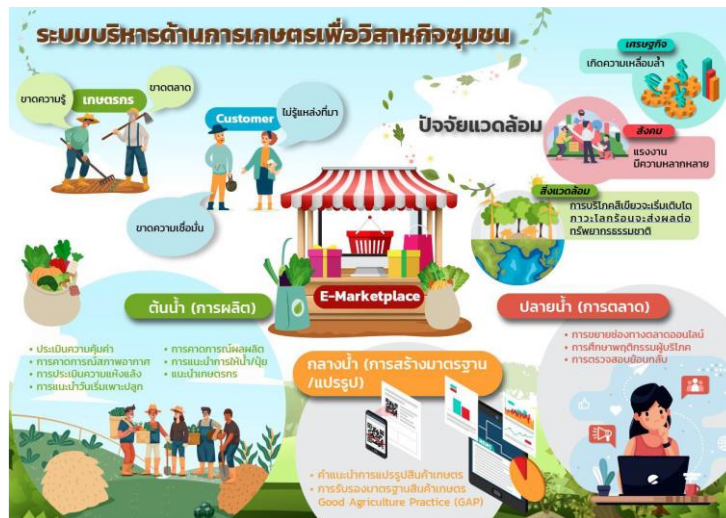 ระบบบริหารด้านการเกษตรเพื่อวิสาหกิจชุมชน
ขาดความรู้
เกษตรกร
ขาดตลาด
Customer
ไม่รู้แหล่งที่มา
ขาดความเชื่อมั่น
ปัจจัยแวดล้อม
เศรษฐกิจ
เกิดความเหลื่อมล้ำ
สังคม
แรงงาน
มีความหลากหลาย
สิ่งแวดล้อม
การบริโภคสีเขียวจะเริ่มเติบโต
ภาวะโลกร้อนจะส่งผลต่อ
ทรัพยากรธรรมชาติ
E-Marketplace
ต้นน้ำ (การผลิต)
• ประเมินความคุ้มค่า
• การคาดการณ์สภาพอากาศ
• การประเมินความแห้งแล้ง
• การแนะนำวันเริ่มเพาะปลูก
• การคาดการณ์ผลผลิต
• การแนะนำการให้น้ำ/ปุ๋ย
• แนะนำเกษตรกร
กลางน้ำ (การสร้างมาตรฐาน
/แปรรูป)
• คำแนะนำการแปรรูปสินค้าเกษตร
• การรับรองมาตรฐานสินค้าเกษตร
Good Agriculture Practice (GAP)
ปลายน้ำ (การตลาด)
• การขยายช่องทางตลาดออนไลน์
• การศึกษาพฤติกรรมผู้บริโภค
• การตรวจสอบย้อนกลับ